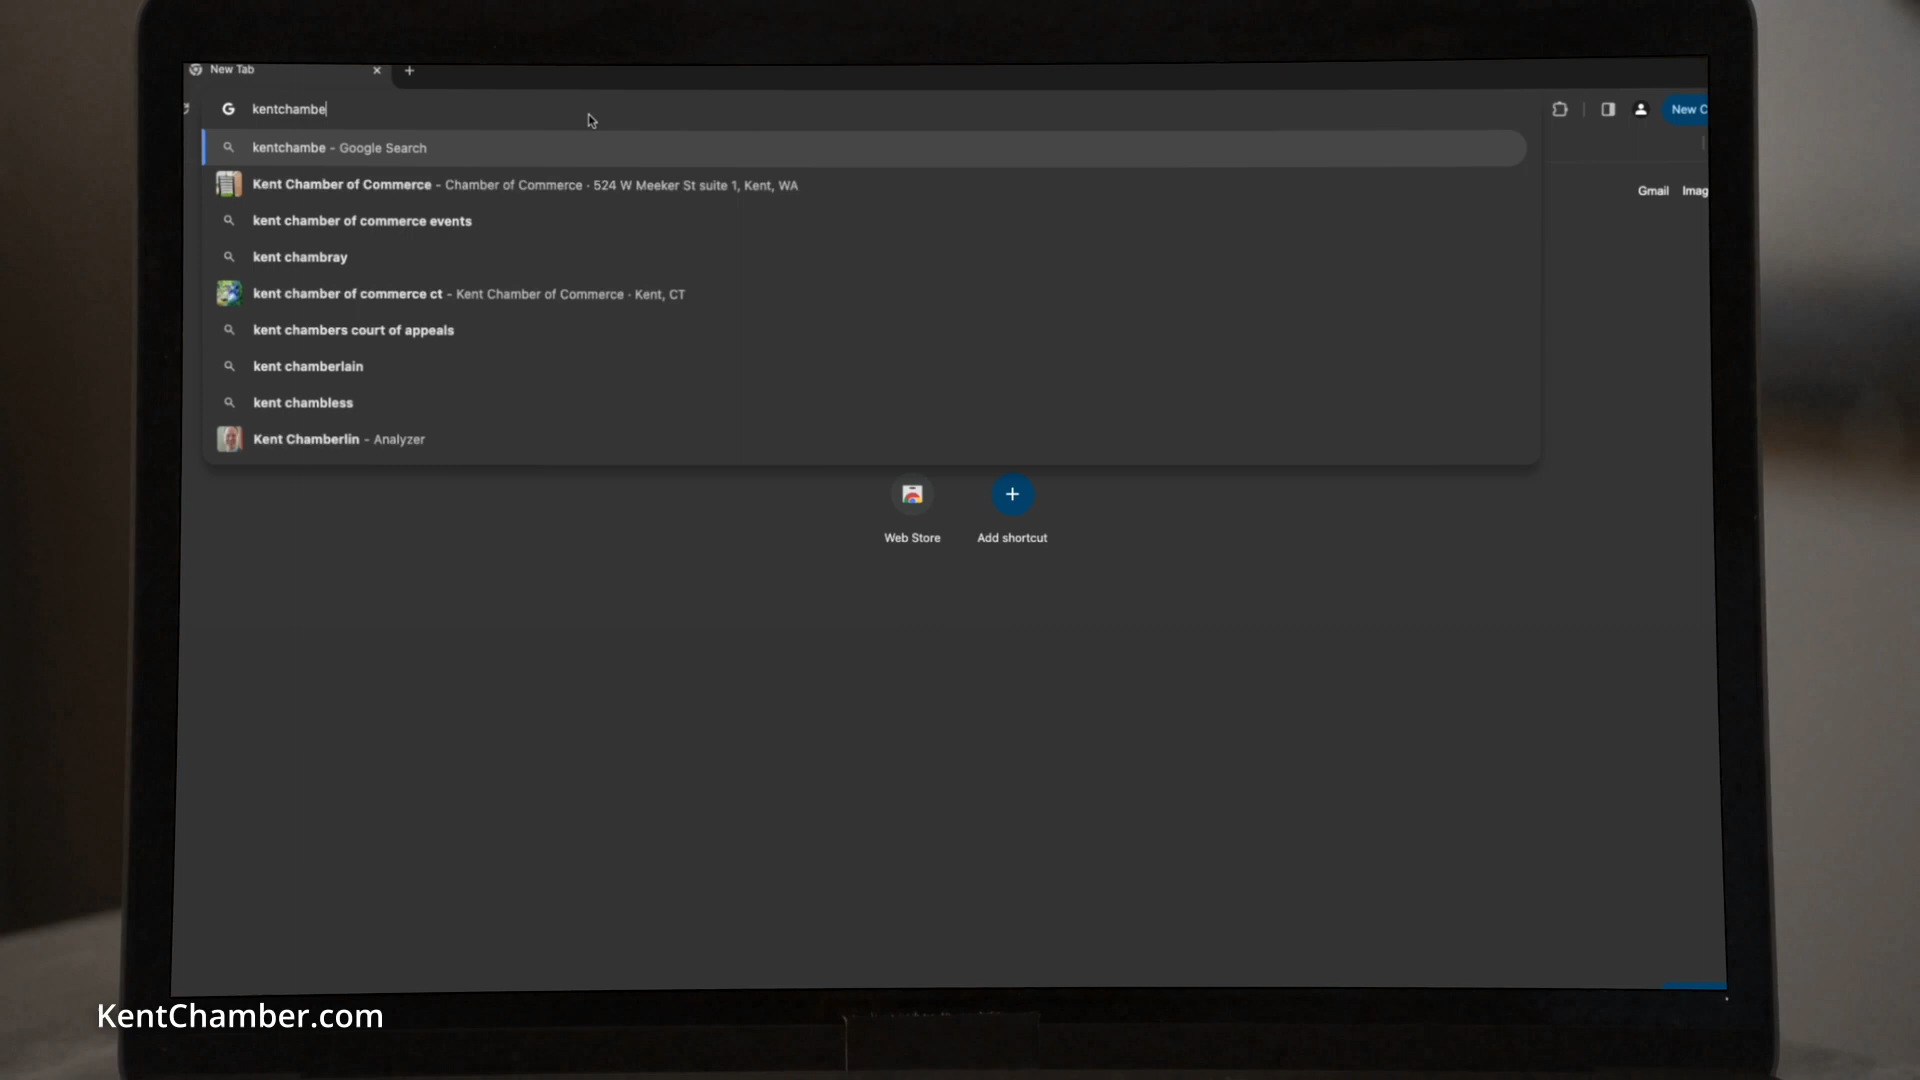 New Tab
kentchambe
New C
kentchambe - Google Search
Kent Chamber of Commerce - Chamber of Commerce · 524 W Meeker St suite 1, Kent, WA
Gmail Imag
kent chamber of commerce events
kent chambray
kent chamber of commerce ct - Kent Chamber of Commerce · Kent, CT
kent chambers court of appeals
kent chamberlain
kent chambless
Kent Chamberlin - Analyzer
Web Store Add shortcut
KentChamber.com